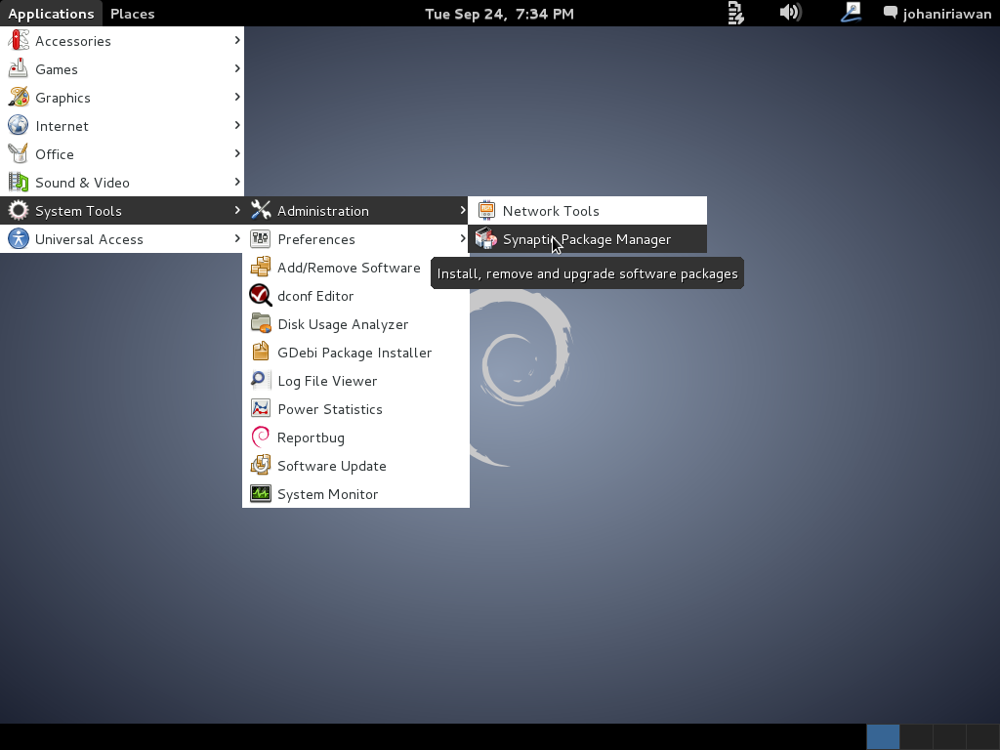 Applications Places Tue Sep 24, 7:34 PM johaniriawan
Accessories
Games
Graphics
Internet
Office
Sound & Video
System Tools
Universal Access
Administration
Preferences
Add/Remove Software
dconf Editor
Disk Usage Analyzer
GDebi Package Installer
Log File Viewer
Power Statistics
Reportbug
Software Update
System Monitor
Network Tools
Synaptic Package Manager
Install, remove and upgrade software packages